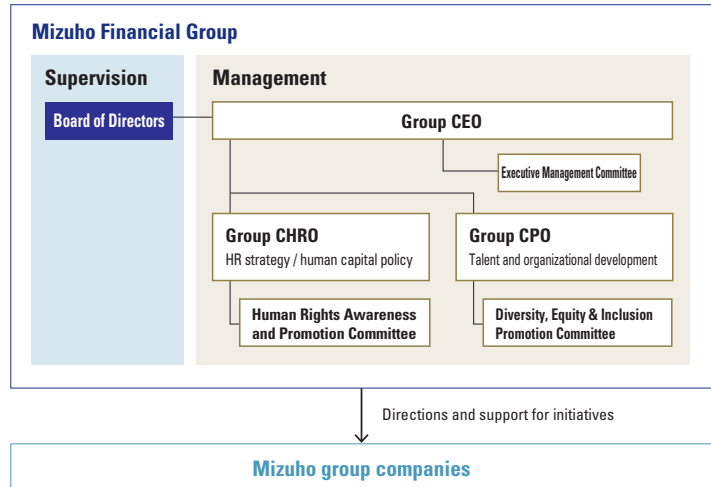 Mizuho Financial Group
Supervision
Management
Board of Directors
Group CEO
Executive Management Committee
Group CHRO
HR strategy / human capital policy
Group CPO
Talent and organizational development
Human Rights Awareness
and Promotion Committee
Diversity, Equity & Inclusion
Promotion Committee
Directions and support for initiatives
Mizuho group companies